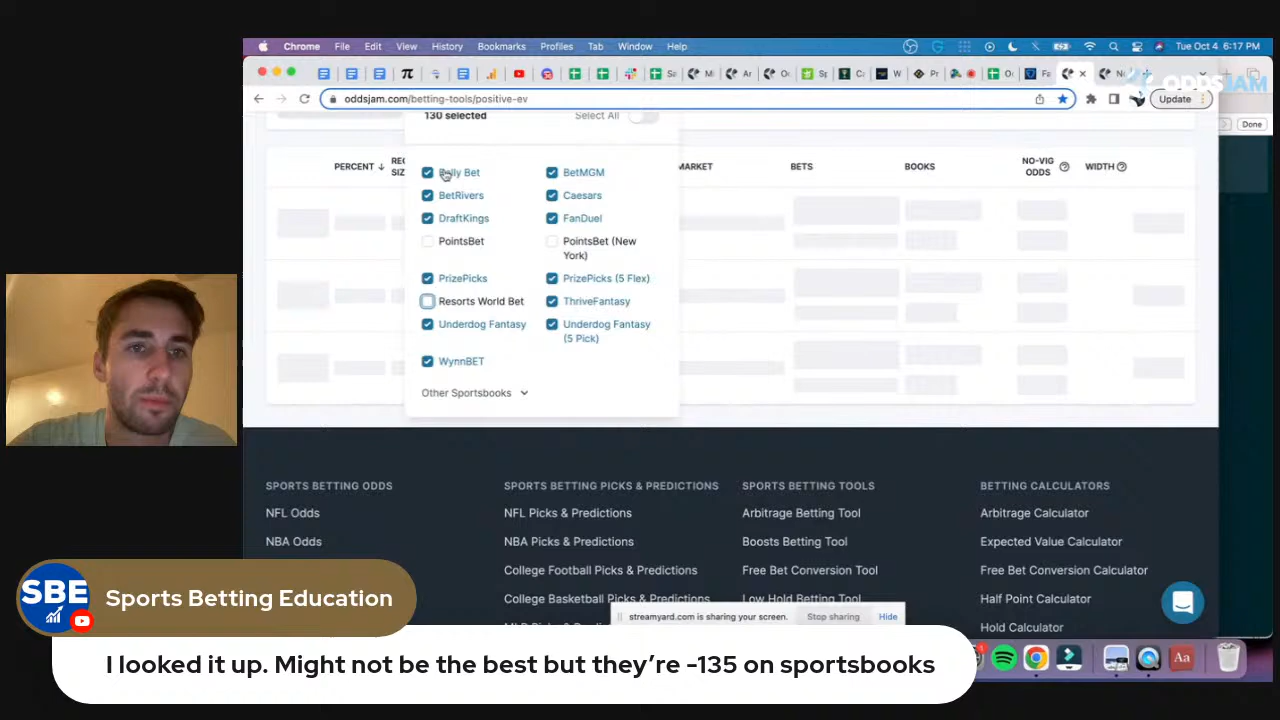 Chrome File Edit View History Bookmarks Profiles Tab Window Help
Tue Oct 4 6:17 PM
oddsjam.com/betting-tools/positive-ev
Update
ODDSJAM
Done
130 selected
Select All
PERCENT
MARKET
BETS
BOOKS
NO-VIG ODDS
WIDTH
Bally Bet
BetMGM
BetRivers
Caesars
DraftKings
FanDuel
PointsBet
PointsBet (New
York)
PrizePicks
PrizePicks (5 Flex)
Resorts World Bet
ThriveFantasy
Underdog Fantasy
Underdog Fantasy
(5 Pick)
WynnBET
Other Sportsbooks
SPORTS BETTING ODDS
SPORTS BETTING PICKS & PREDICTIONS
SPORTS BETTING TOOLS
BETTING CALCULATORS
NFL Odds
NFL Picks & Predictions
Arbitrage Betting Tool
Arbitrage Calculator
NBA Odds
NBA Picks & Predictions
Boosts Betting Tool
Expected Value Calculator
College Football Picks & Predictions
Free Bet Conversion Tool
Free Bet Conversion Calculator
College Basketball Picks & Predictions
Low Hold Betting Tool
Half Point Calculator
Hold Calculator
streamyard.com is sharing your screen.
Stop sharing
Hide
SBE
Sports Betting Education
I looked it up. Might not be the best but they're -135 on sportsbooks
Aa